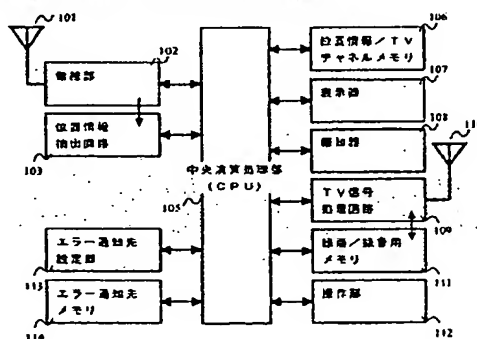 101
102
無線部
位置情報
抽出回路
103
中央演算処理部
(CPU)
105
エラー通知先
設定部
113
エラー通知先
メモリ
114
106
位置情報/TV
チャネルメモリ
107
表示器
108
報知器
11
TV信号
処理回路
109
録画/録音用
メモリ
111
操作部
112